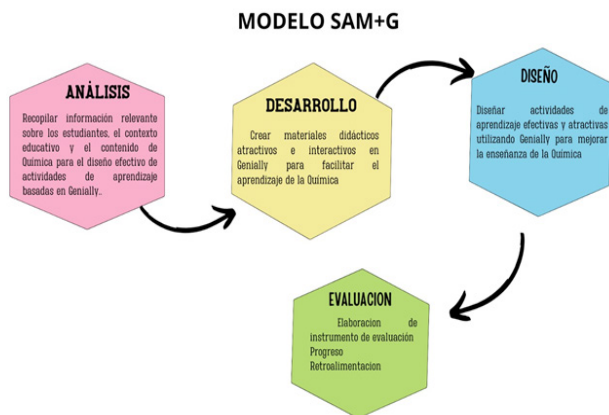 MODELO SAM+G
ANÁLISIS
Recopilar información relevante
sobre los estudiantes, el contexto
educativo y el contenido de
Química para el diseño efectivo de
actividades de aprendizaje
basadas en Genially..
DESARROLLO
Crear materiales didácticos
atractivos e interactivos en
Genially para facilitar el
aprendizaje de la Química
DISEÑO
Diseñar actividades de
aprendizaje efectivas y atractivas
utilizando Genially para mejorar
la enseñanza de la Química
EVALUACION
Elaboracion de
instrumento de evaluación
Progreso
Retroalimentacion